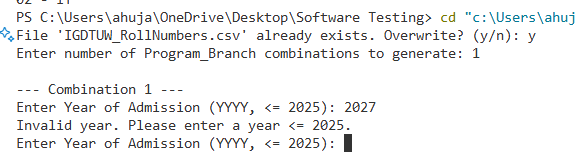 02 - IT
PS C:\Users\ahuja\OneDrive\Desktop\Software Testing> cd "c:\Users\ahuj
File 'IGDTUW_RollNumbers.csv' already exists. Overwrite? (y/n): y
Enter number of Program_Branch combinations to generate: 1

--- Combination 1 ---
Enter Year of Admission (YYYY, <= 2025): 2027
Invalid year. Please enter a year <= 2025.
Enter Year of Admission (YYYY, <= 2025):